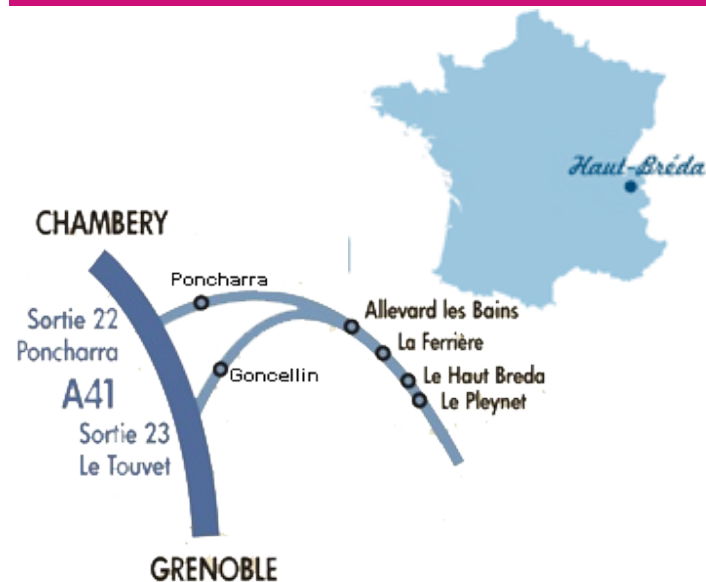 Haut-Bréda
CHAMBERY
Poncharra
Sortie 22
Poncharra
A41
Sortie 23
Le Touvet
Goncellin
Allevard les Bains
La Ferrière
Le Haut Breda
Le Pleynet
GRENOBLE